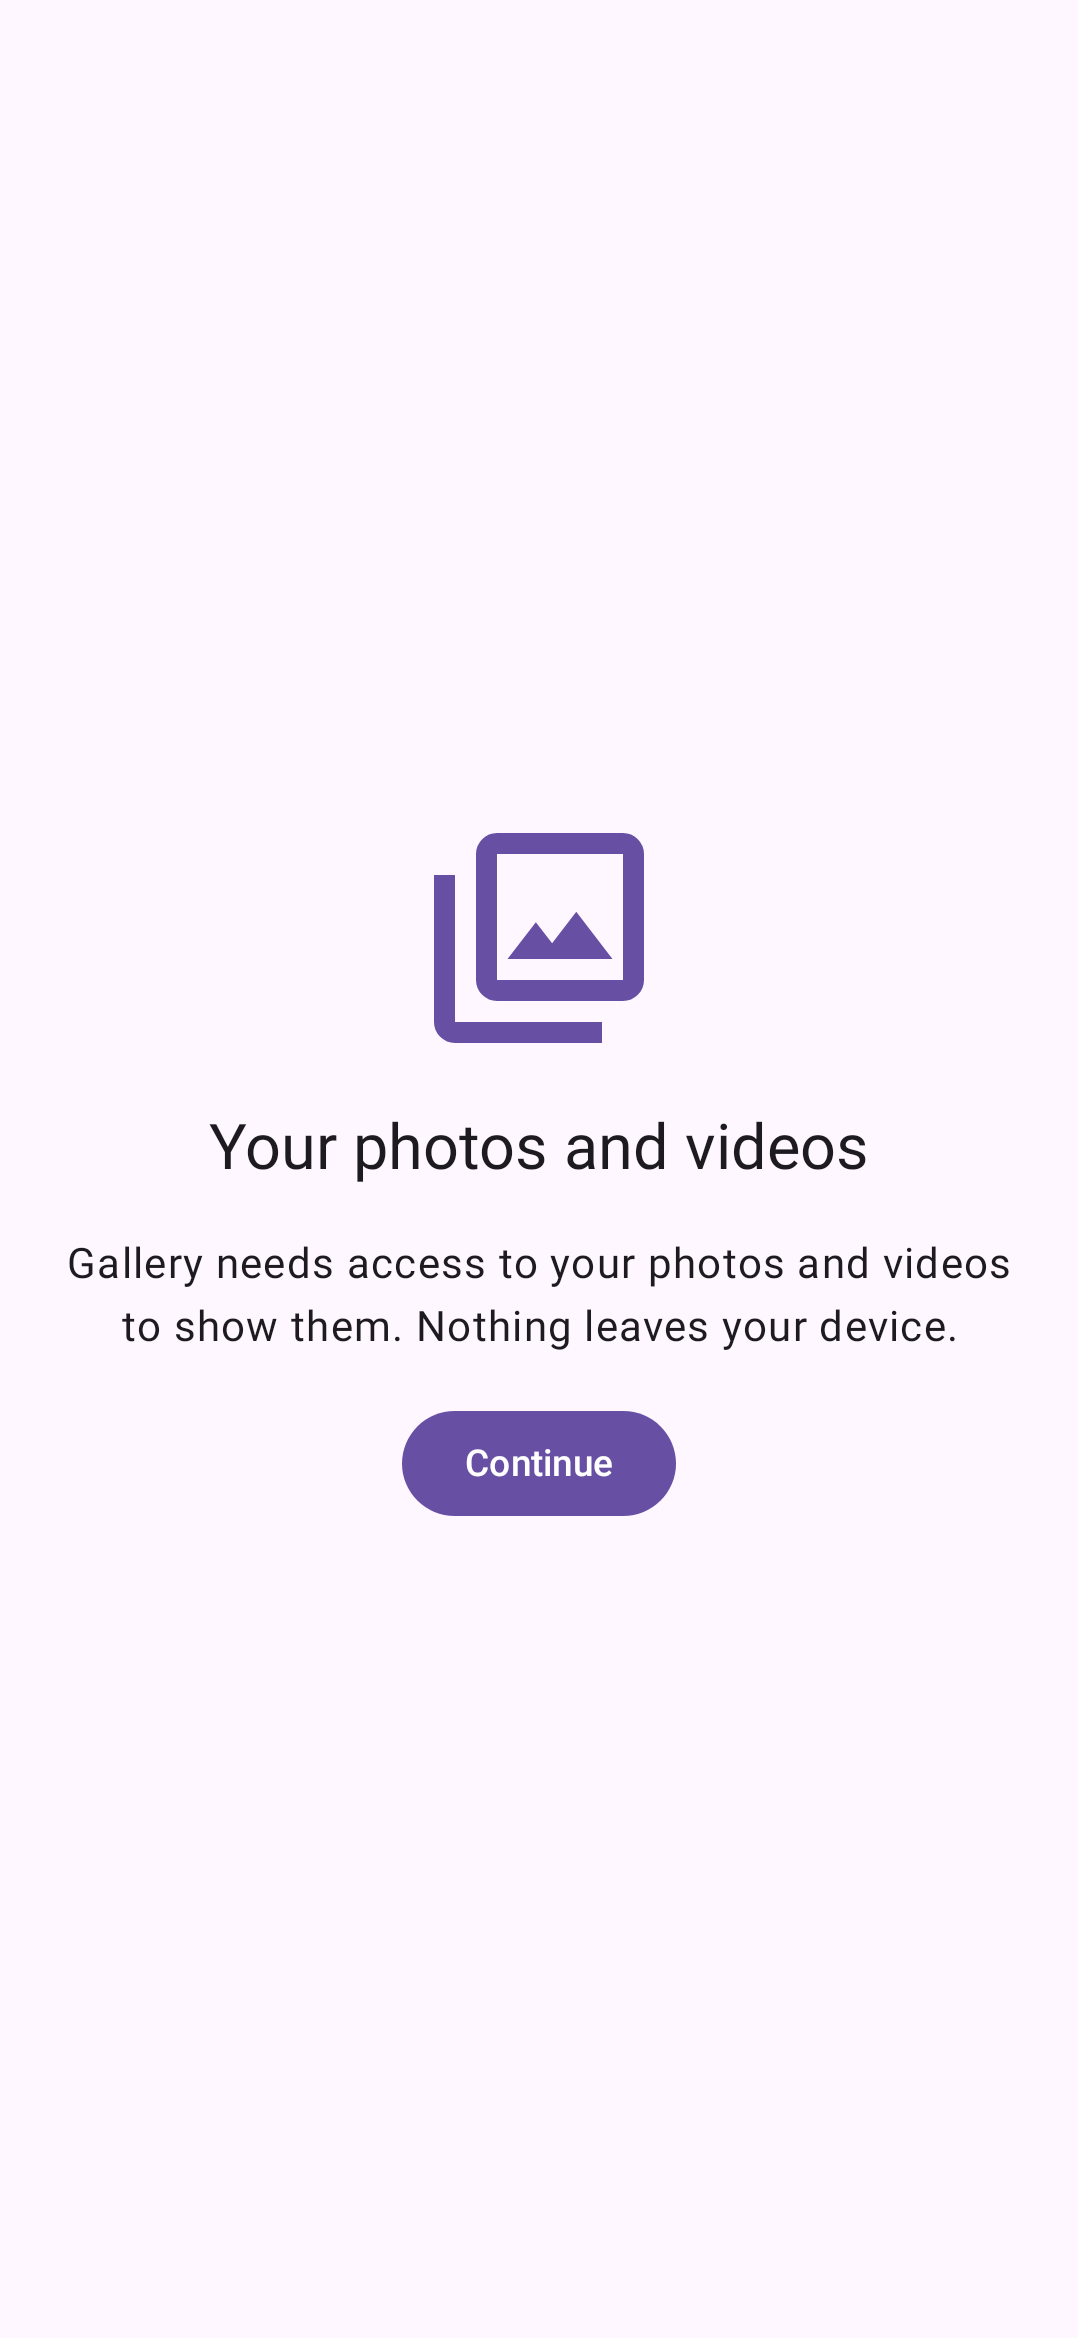 Your photos and videos
Gallery needs access to your photos and videos
to show them. Nothing leaves your device.
Continue